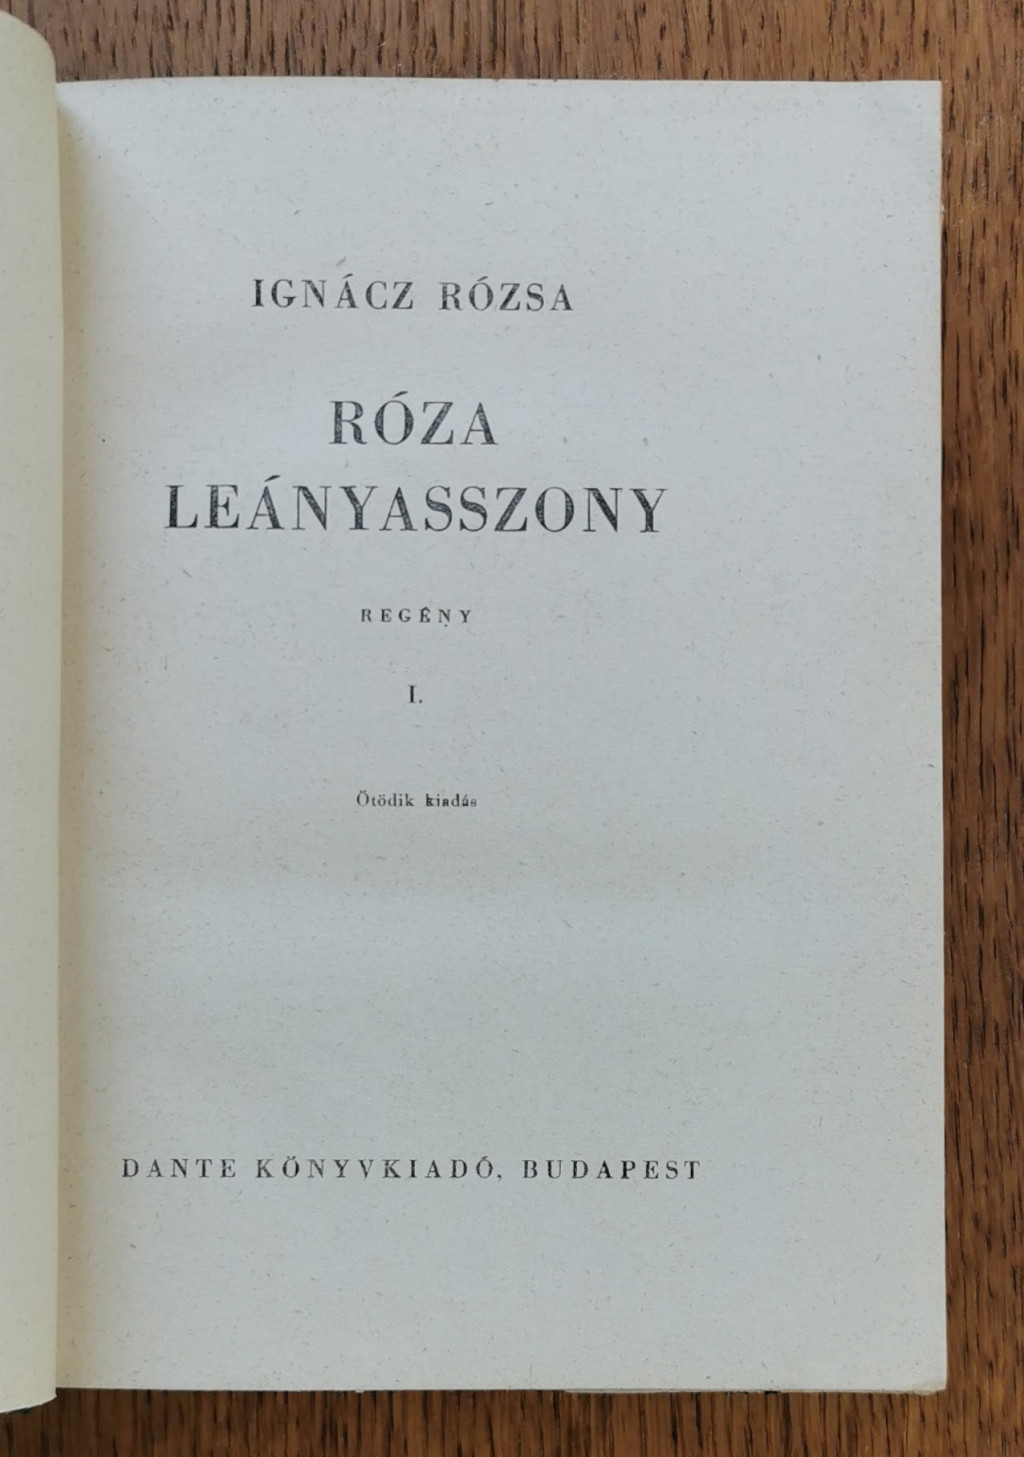 IGNÁCZ RÓZSA
RÓZA
LEÁNYASSZONY
REGÉNY
I.
Ötödik kiadás
DANTE KÖNYVKIADÓ, BUDAPEST